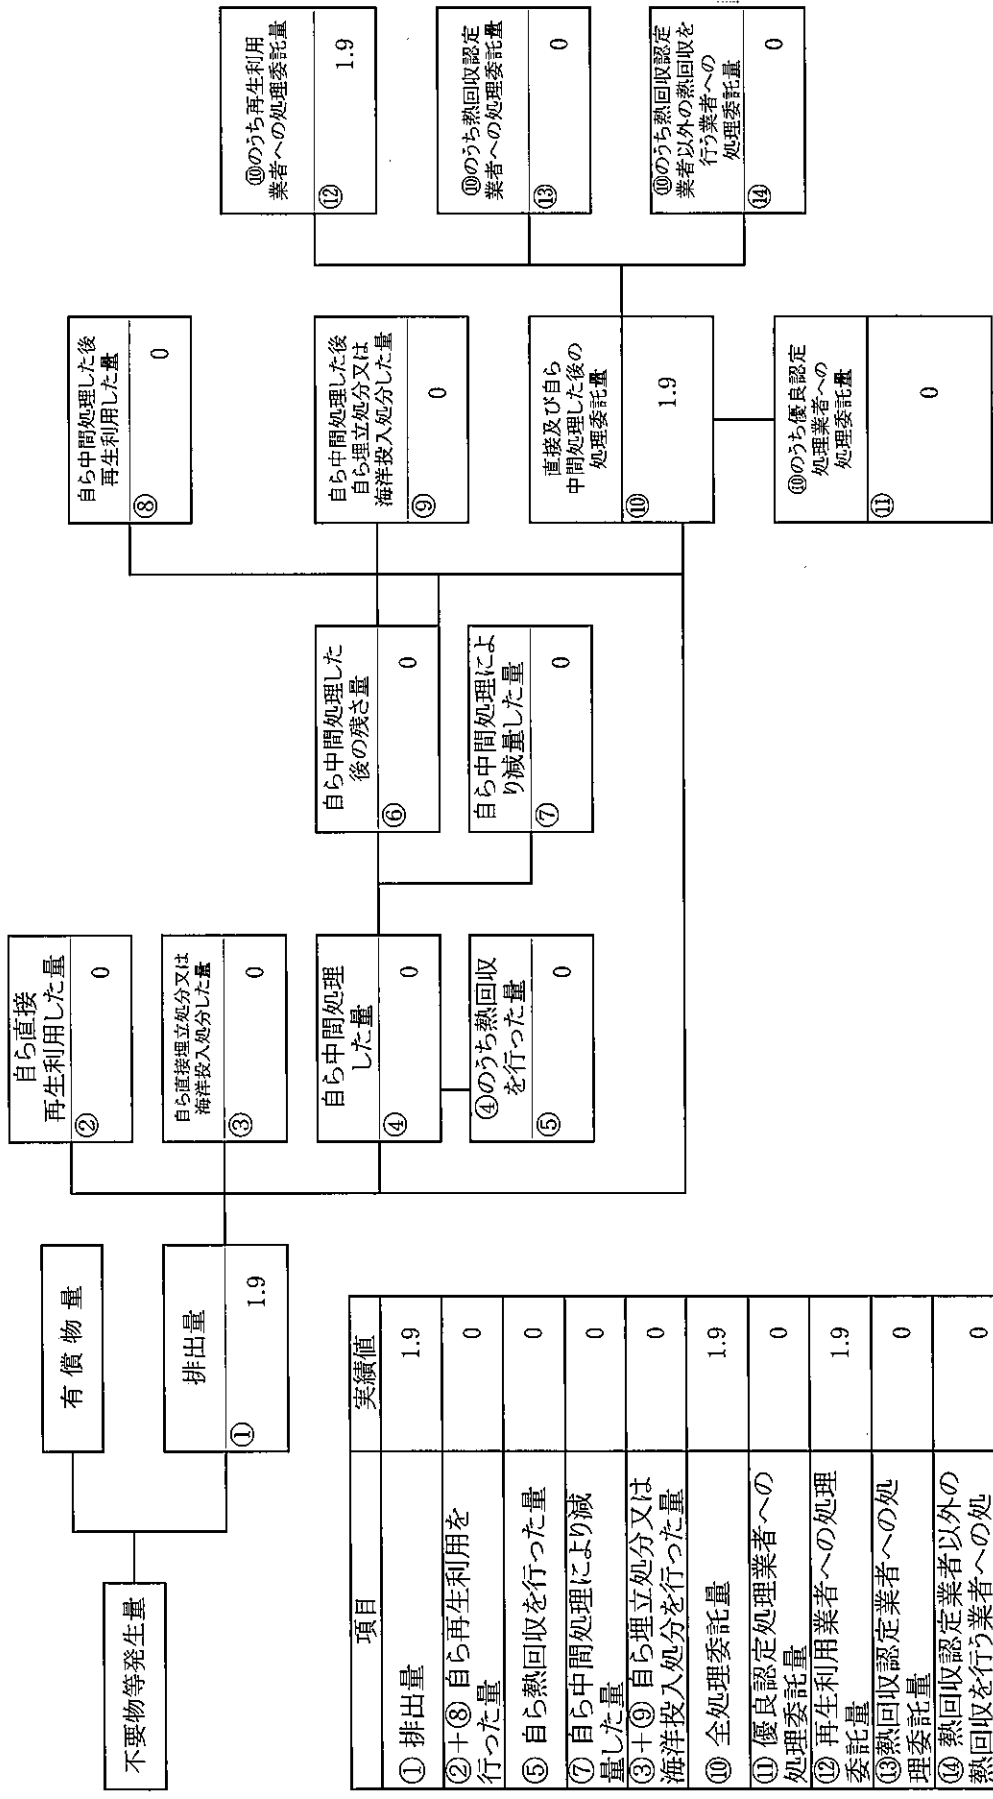 不要物等発生量
有償物量
排出量
① 1.9
自ら直接
再生利用した量
② 0
自ら直接埋立処分又は
海洋投入処分した量
③ 0
自ら中間処理
した量
④ 0
④のうち熱回収
を行った量
⑤ 0
自ら中間処理した
後の残さ量
⑥ 0
自ら中間処理によ
り減量した量
⑦ 0
自ら中間処理した後
再生利用した量
⑧ 0
自ら中間処理した後
自ら埋立処分又は
海洋投入処分した量
⑨ 0
直接及び自ら
中間処理した後の
処理委託量
⑩ 1.9
⑩のうち優良認定
処理業者への
処理委託量
⑪ 0
⑩のうち再生利用
業者への処理委託量
⑫ 1.9
⑩のうち熱回収認定
業者への処理委託量
⑬ 0
⑩のうち熱回収認定
業者以外の熱回収を
行う業者への
処理委託量
⑭ 0
項目 実績値
① 排出量 1.9
②+⑧ 自ら再生利用を
行った量 0
⑤ 自ら熱回収を行った量 0
⑦ 自ら中間処理により減
量した量 0
③+⑨ 自ら埋立処分又は
海洋投入処分を行った量 0
⑩ 全処理委託量 1.9
⑪ 優良認定処理業者への
処理委託量 0
⑫ 再生利用業者への処理
委託量 1.9
⑬熱回収認定業者への処
理委託量 0
⑭ 熱回収認定業者以外の
熱回収を行う業者への処 0